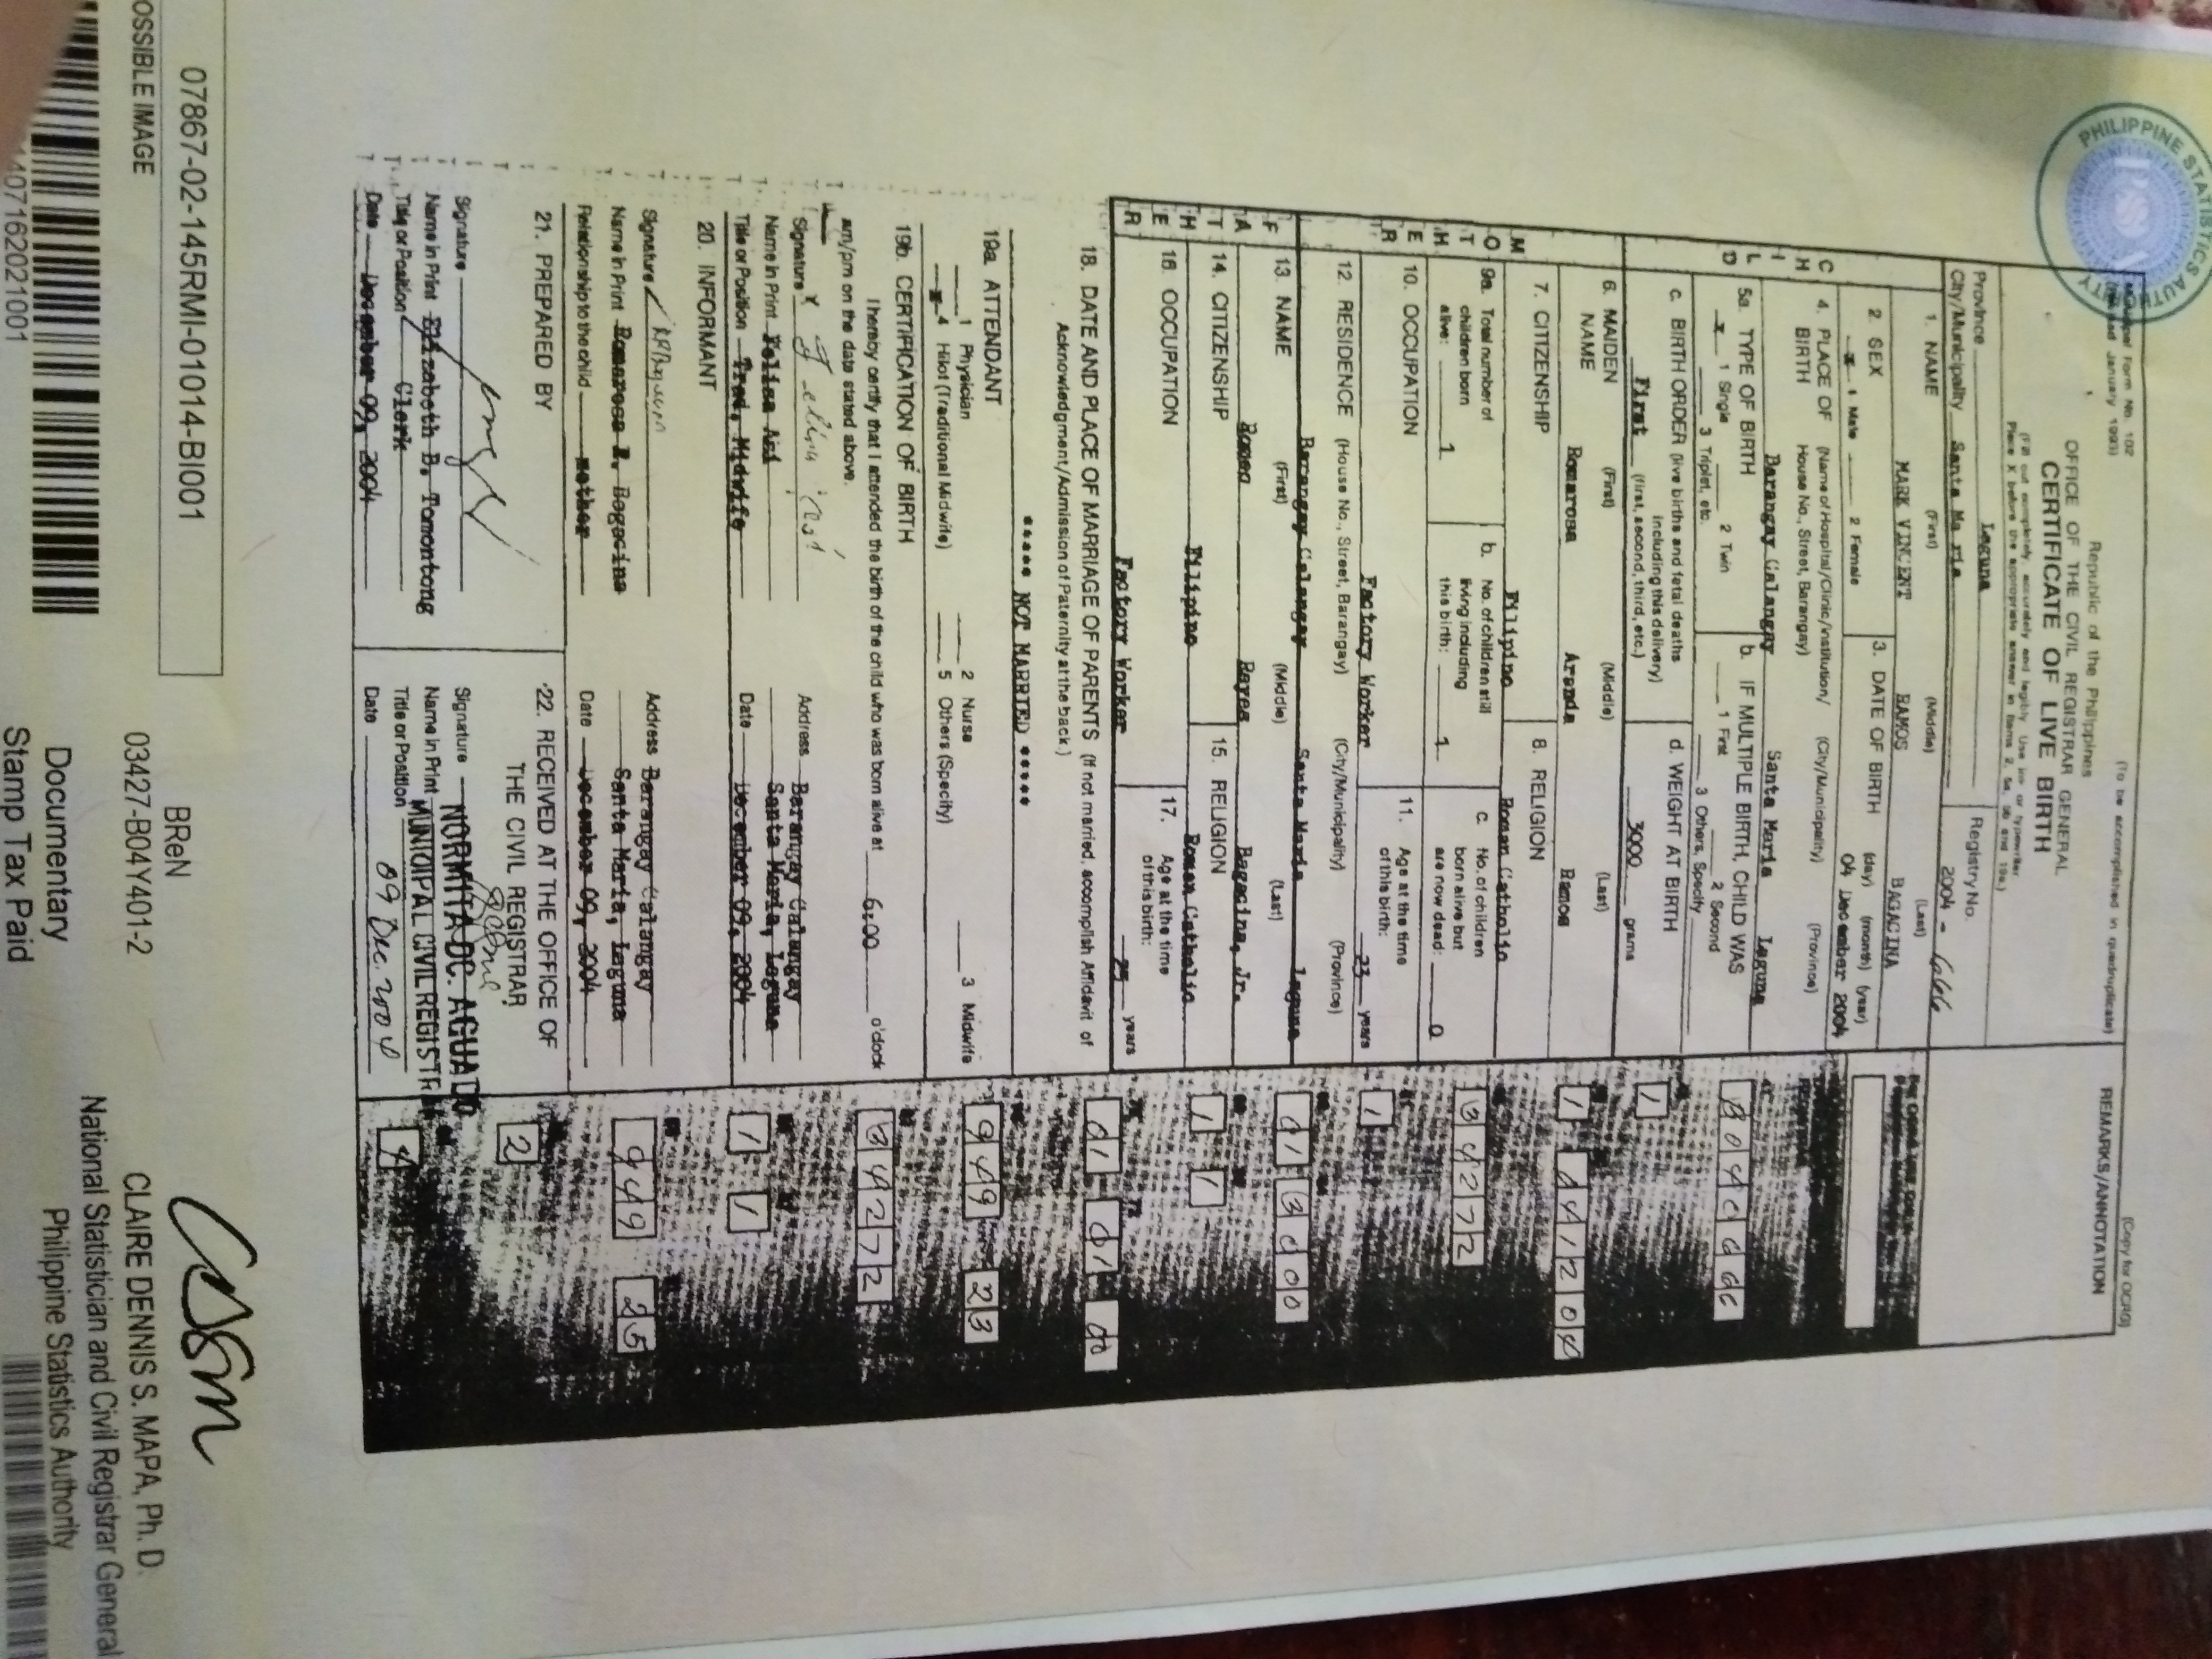 Municipal Form No. 102
(Revised January 1993)
(To be accomplished in quadruplicate)
(Copy for OCRG)
Republic of the Philippines
OFFICE OF THE CIVIL REGISTRAR GENERAL
CERTIFICATE OF LIVE BIRTH
(Fill out completely, accurately and legibly. Use ink or typewriter
Place X before the appropriate answer in Items 2, 5a, 5b and 19a.)
REMARKS/ANNOTATION
PHILIPPINE STATISTICS AUTHORITY
PSA
Province Laguna
City/Municipality Santa Maria
Registry No. 2004 -
1. NAME (First) (Middle) (Last)
MARK VINCENT RAMOS BAGACINA
2. SEX
x 1 Male 2 Female
3. DATE OF BIRTH (day) (month) (year)
04 December 2004
CHILD
4. PLACE OF BIRTH (Name of Hospital/Clinic/Institution/ House No., Street, Barangay) (City/Municipality) (Province)
Barangay Calangay Santa Maria Laguna
5a. TYPE OF BIRTH
x 1 Single 2 Twin
3 Triplet, etc.
b. IF MULTIPLE BIRTH, CHILD WAS
1 First 2 Second
3 Others, Specify
c. BIRTH ORDER (live births and fetal deaths including this delivery)
First (first, second, third, etc.)
d. WEIGHT AT BIRTH
3000 grams
MOTHER
6. MAIDEN NAME (First) (Middle) (Last)
Romarosa Aranda Ramos
7. CITIZENSHIP
Filipino
8. RELIGION
Roman Catholic
9a. Total number of children born alive: 1
b. No. of children still living including this birth: 1
c. No. of children born alive but are now dead: 0
10. OCCUPATION
Factory Worker
11. Age at the time of this birth: 23 years
12. RESIDENCE (House No., Street, Barangay) (City/Municipality) (Province)
Barangay Calangay Santa Maria Laguna
FATHER
13. NAME (First) (Middle) (Last)
Romeo Reyes Bagacina, Jr.
14. CITIZENSHIP
Filipino
15. RELIGION
Roman Catholic
16. OCCUPATION
Factory Worker
17. Age at the time of this birth: 25 years
18. DATE AND PLACE OF MARRIAGE OF PARENTS (If not married, accomplish Affidavit of
Acknowledgment/Admission of Paternity at the back.)
***** NOT MARRIED *****
19a. ATTENDANT
1 Physician 2 Nurse 3 Midwife
x 4 Hilot (Traditional Midwife) 5 Others (Specify)
19b. CERTIFICATION OF BIRTH
I hereby certify that I attended the birth of the child who was born alive at 6:00 o'clock
am/pm on the date stated above.
Signature
Name in Print Felisa Asi
Title or Position Trad. Midwife
Address Barangay Calangay
Santa Maria, Laguna
Date December 09, 2004
20. INFORMANT
Signature
Name in Print Romarosa R. Bagacina
Relationship to the child Mother
Address Barangay Calangay
Santa Maria, Laguna
Date December 09, 2004
21. PREPARED BY
Signature
Name in Print Elizabeth B. Tomontong
Title or Position Clerk
Date December 09, 2004
22. RECEIVED AT THE OFFICE OF
THE CIVIL REGISTRAR
Signature
Name in Print NORMITA DC. AGUADO
Title or Position MUNICIPAL CIVIL REGISTRAR
Date 09 Dec. 2004
07867-02-145RMI-01014-BI001
OSSIBLE IMAGE
407162021001
BReN
03427-B04Y401-2
Documentary
Stamp Tax Paid
CLAIRE DENNIS S. MAPA, Ph. D.
National Statistician and Civil Registrar General
Philippine Statistics Authority